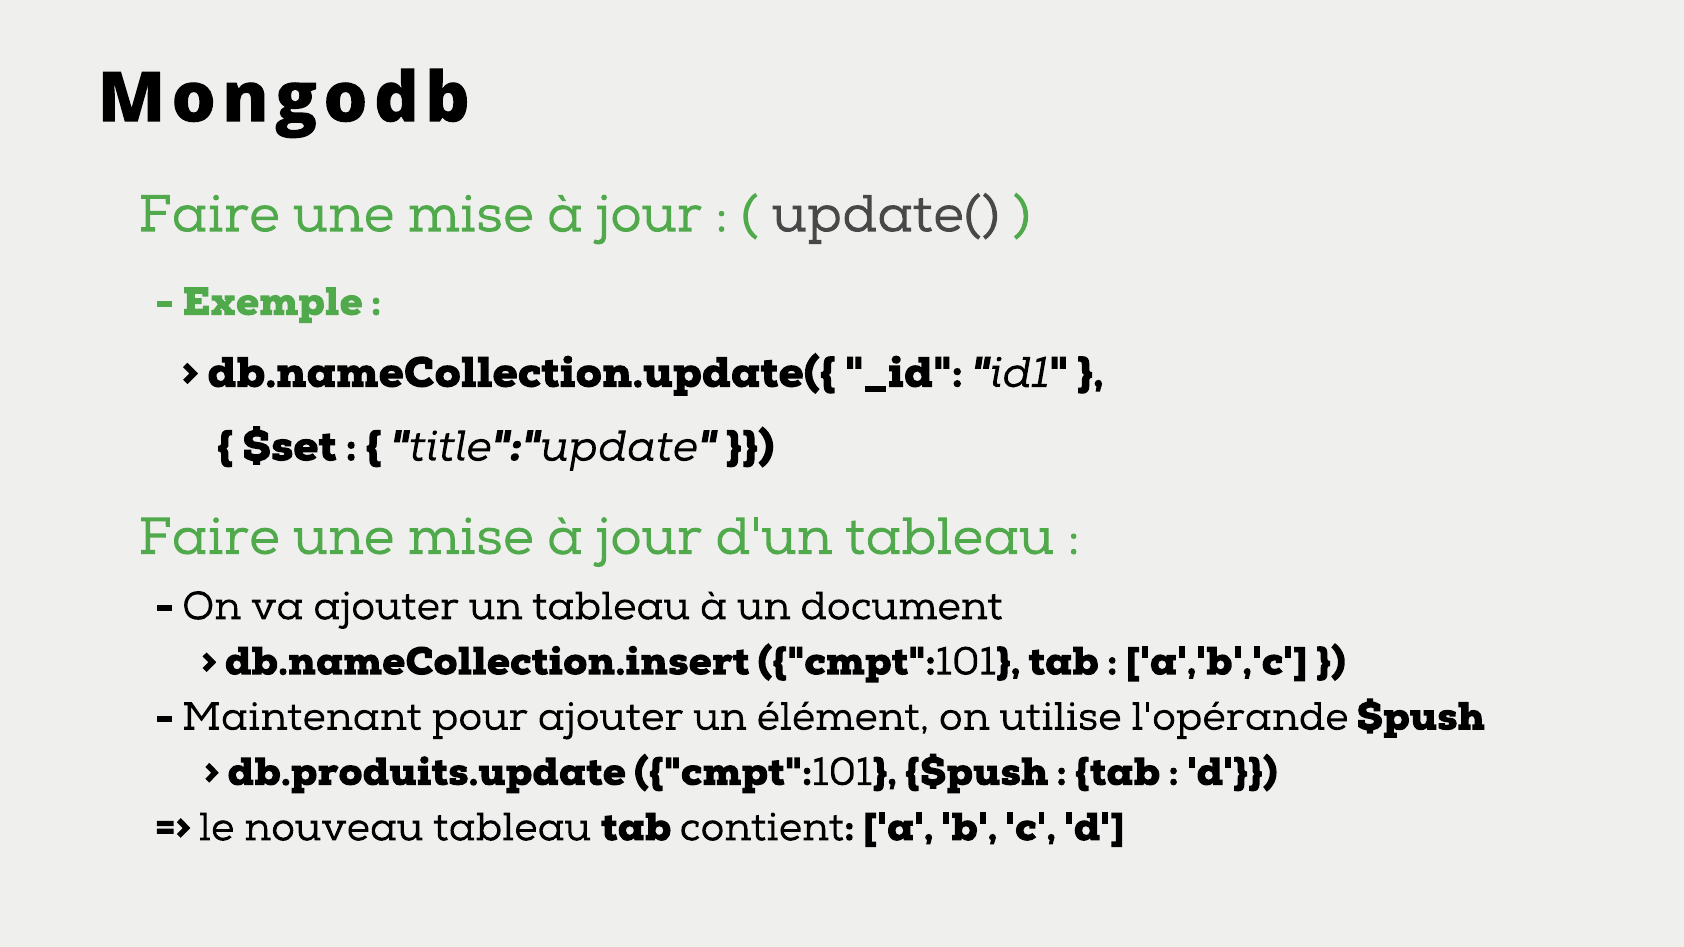 Mongodb
Faire une mise à jour : ( update() )
- Exemple :
> db.nameCollection.update({ "_id": "id1" },
{ $set : { "title":"update" }})
Faire une mise à jour d'un tableau :
- On va ajouter un tableau à un document
> db.nameCollection.insert ({"cmpt":101}, tab : ['a','b','c'] })
- Maintenant pour ajouter un élément, on utilise l'opérande $push
> db.produits.update ({"cmpt":101}, {$push : {tab : 'd'}})
=> le nouveau tableau tab contient: ['a', 'b', 'c', 'd']